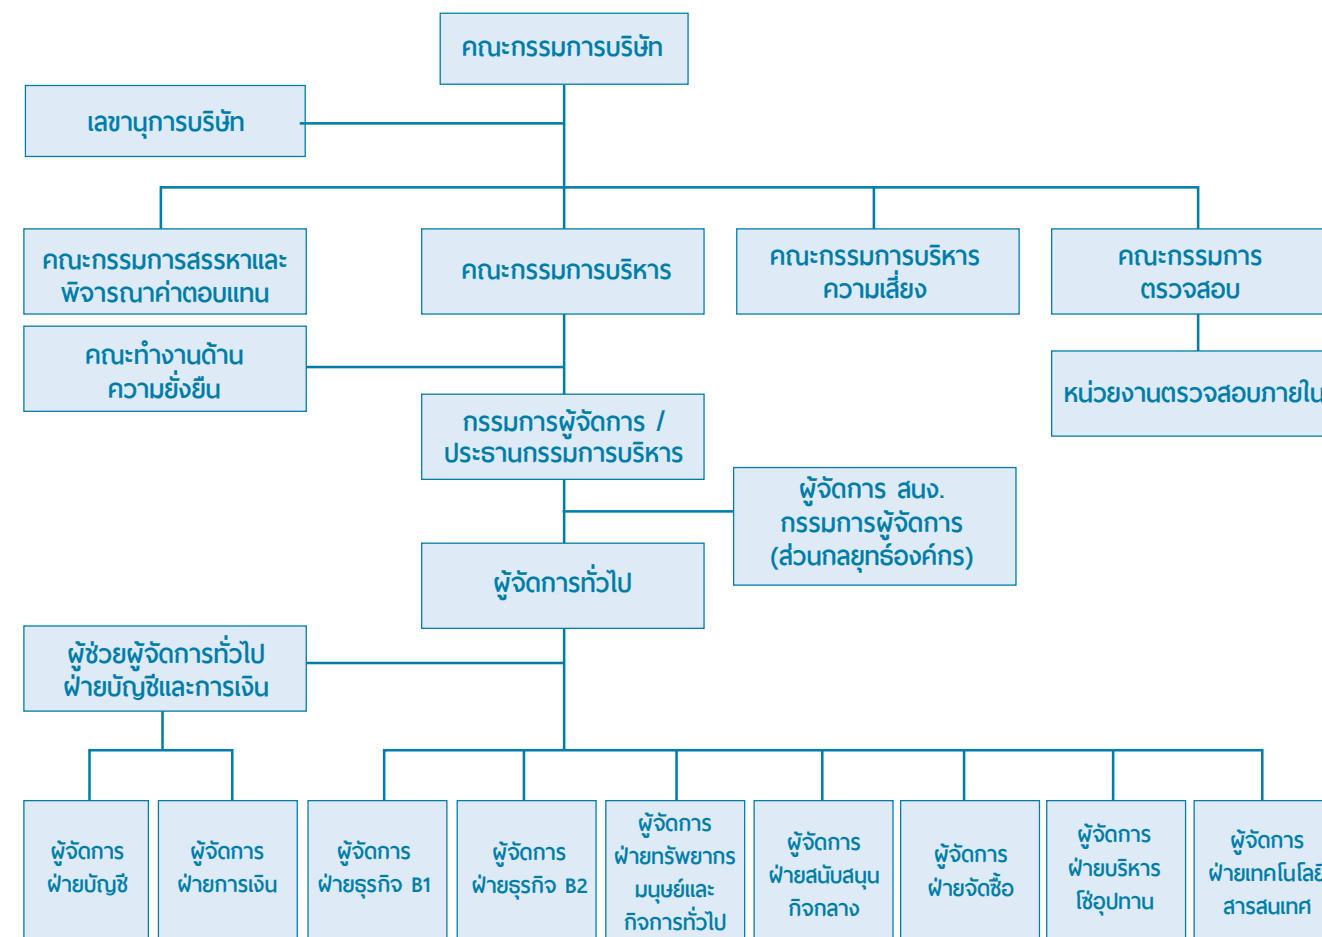 คณะกรรมการบริษัท
เลขานุการบริษัท
คณะกรรมการสรรหาและ
พิจารณาค่าตอบแทน
คณะกรรมการบริหาร
คณะกรรมการบริหาร
ความเสี่ยง
คณะกรรมการ
ตรวจสอบ
คณะทำงานด้าน
ความยั่งยืน
หน่วยงานตรวจสอบภายใน
กรรมการผู้จัดการ /
ประธานกรรมการบริหาร
ผู้จัดการ สนง.
กรรมการผู้จัดการ
(ส่วนกลยุทธ์องค์กร)
ผู้จัดการทั่วไป
ผู้ช่วยผู้จัดการทั่วไป
ฝ่ายบัญชีและการเงิน
ผู้จัดการ
ฝ่ายบัญชี
ผู้จัดการ
ฝ่ายการเงิน
ผู้จัดการ
ฝ่ายธุรกิจ B1
ผู้จัดการ
ฝ่ายธุรกิจ B2
ผู้จัดการ
ฝ่ายทรัพยากร
มนุษย์และ
กิจการทั่วไป
ผู้จัดการ
ฝ่ายสนับสนุน
กิจกลาง
ผู้จัดการ
ฝ่ายจัดซื้อ
ผู้จัดการ
ฝ่ายบริหาร
โซ่อุปทาน
ผู้จัดการ
ฝ่ายเทคโนโลยี
สารสนเทศ